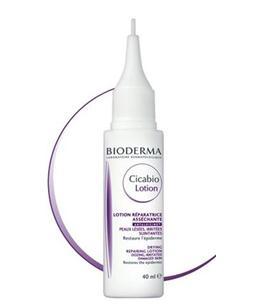 BIODERMA
LABORATOIRE DERMATOLOGIQUE
Cicabio
Lotion
LOTION RÉPARATRICE
ASSÉCHANTE
PEAUX LÉSÉES, IRRITÉES
SUINTANTES
Restaure l'épiderme
DRYING
REPAIRING LOTION
OOZING, IRRITATED
DAMAGED SKIN
Restores the epidermis
40 ml ℮